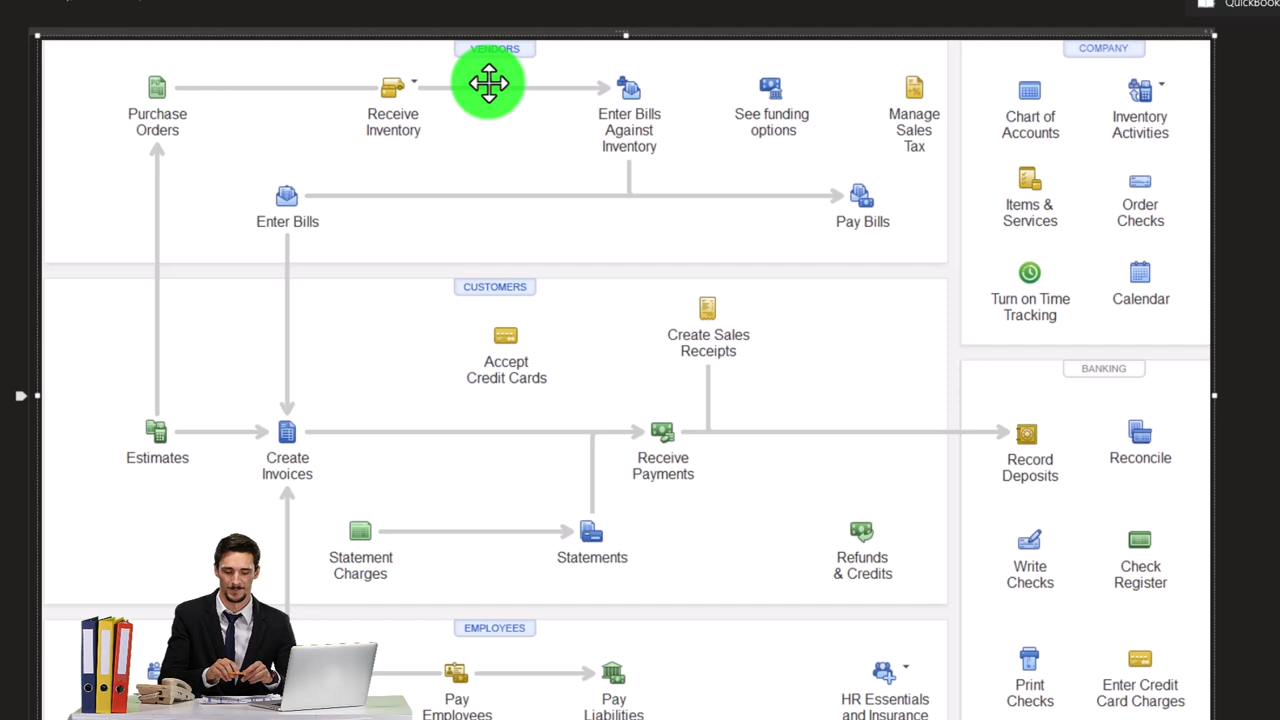 QuickBook
VENDORS
Purchase
Orders
Receive
Inventory
Enter Bills
Against
Inventory
See funding
options
Manage
Sales
Tax
Enter Bills
Pay Bills
CUSTOMERS
Create Sales
Receipts
Accept
Credit Cards
Estimates
Create
Invoices
Receive
Payments
Statement
Charges
Statements
Refunds
& Credits
EMPLOYEES
Pay
Employees
Pay
Liabilities
HR Essentials
and Insurance
COMPANY
Chart of
Accounts
Inventory
Activities
Items &
Services
Order
Checks
Turn on Time
Tracking
Calendar
BANKING
Record
Deposits
Reconcile
Write
Checks
Check
Register
Print
Checks
Enter Credit
Card Charges